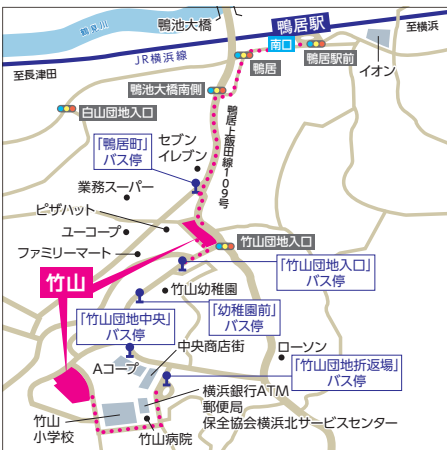 鶴見川
鴨池大橋
鴨居駅
至横浜
南口
鴨居駅前
JR横浜線
鴨居
イオン
至長津田
鴨池大橋南側
白山団地入口
鴨居上飯田線109号
「鴨居町」
バス停
セブン
イレブン
業務スーパー
ピザハット
ユーコープ
竹山団地入口
ファミリーマート
「竹山団地入口」
バス停
竹山
竹山幼稚園
「幼稚園前」
バス停
「竹山団地中央」
バス停
中央商店街
ローソン
Aコープ
「竹山団地折返場」
バス停
横浜銀行ATM
郵便局
保全協会横浜北サービスセンター
竹山
小学校
竹山病院